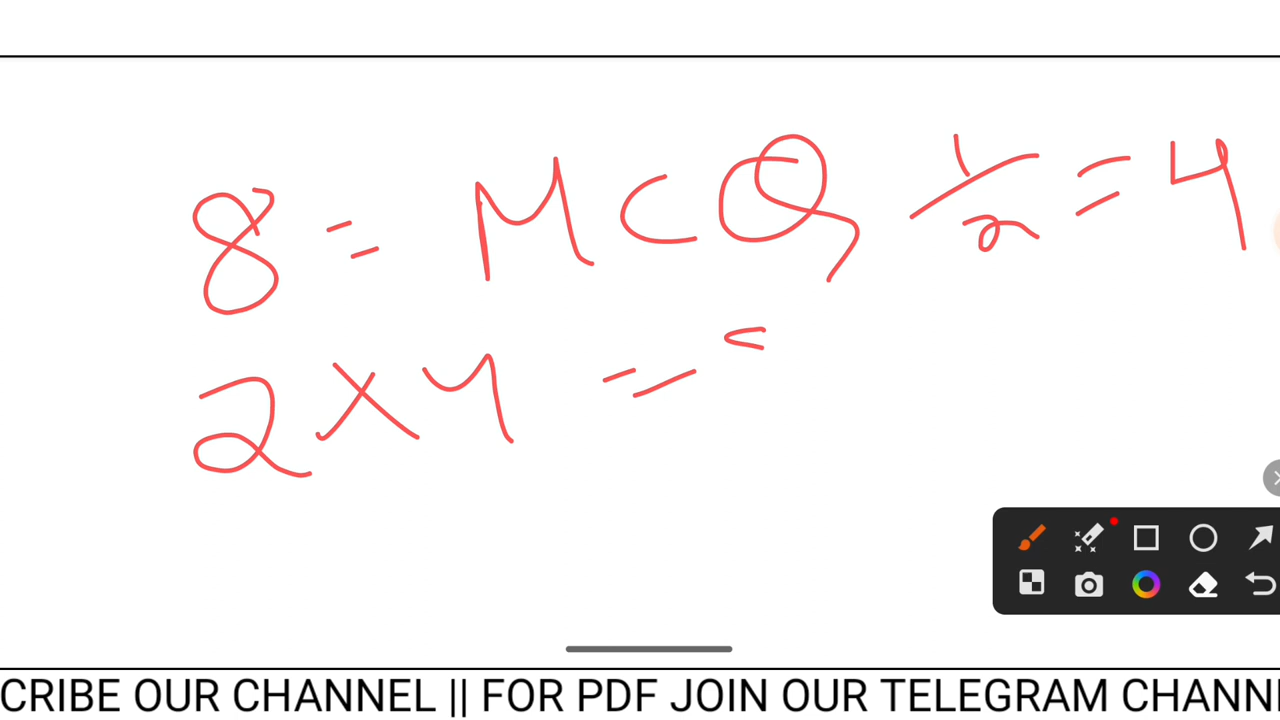 8 = MCQ 1/2 = 4
2 X 4 =
CRIBE OUR CHANNEL || FOR PDF JOIN OUR TELEGRAM CHANN